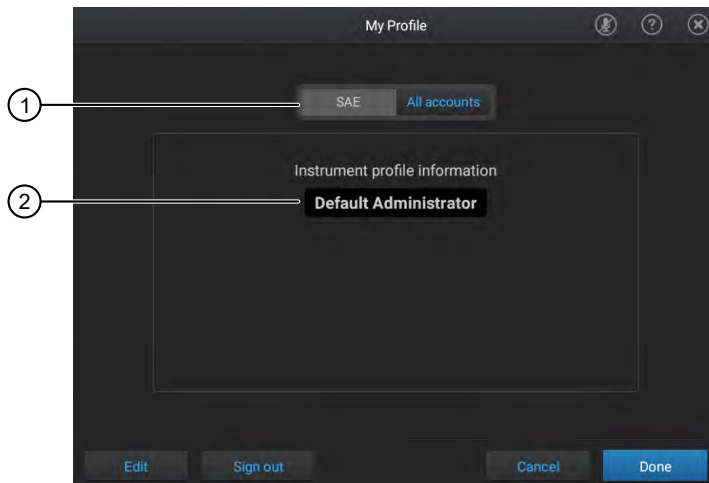 My Profile
?
1
SAE
All accounts
Instrument profile information
2
Default Administrator
Edit
Sign out
Cancel
Done